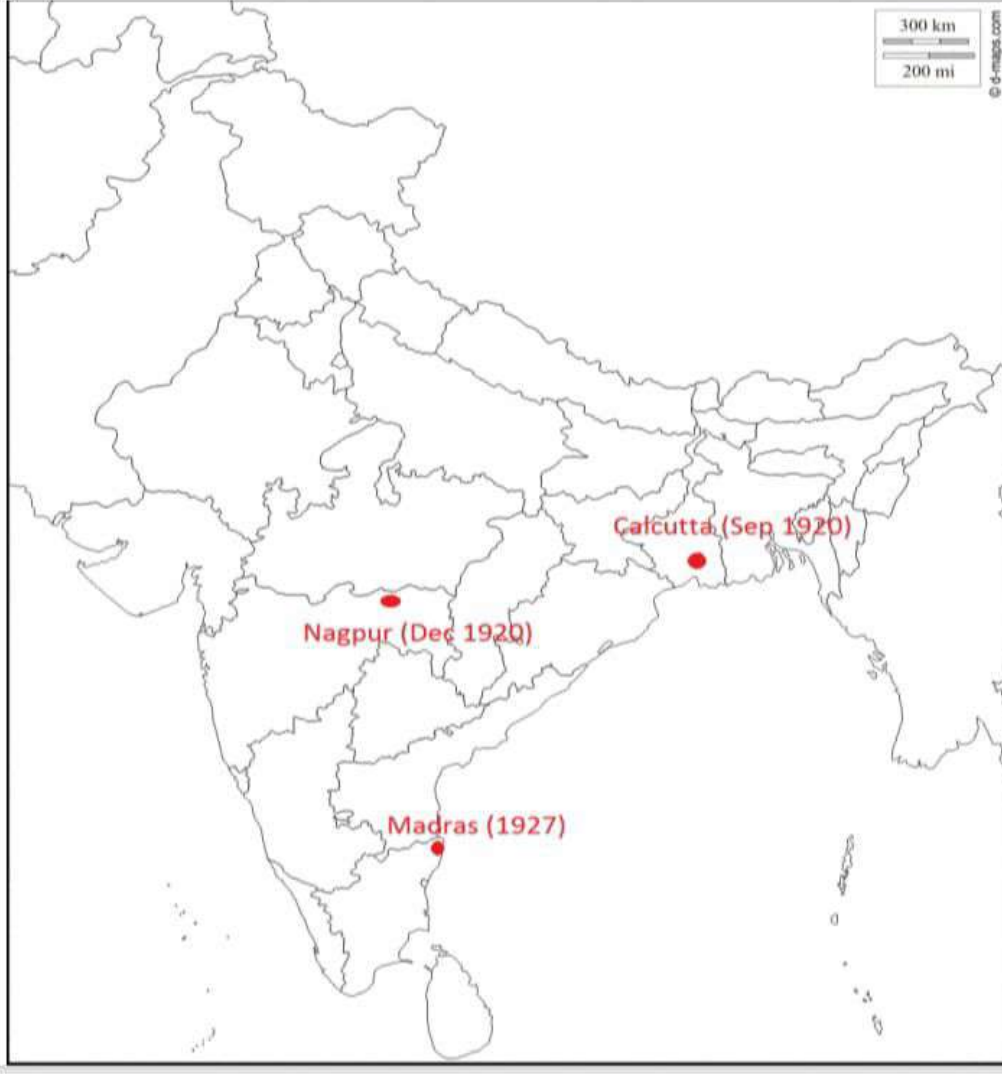 300 km
200 mi
© d-maps.com
Calcutta (Sep 1920)
Nagpur (Dec 1920)
Madras (1927)